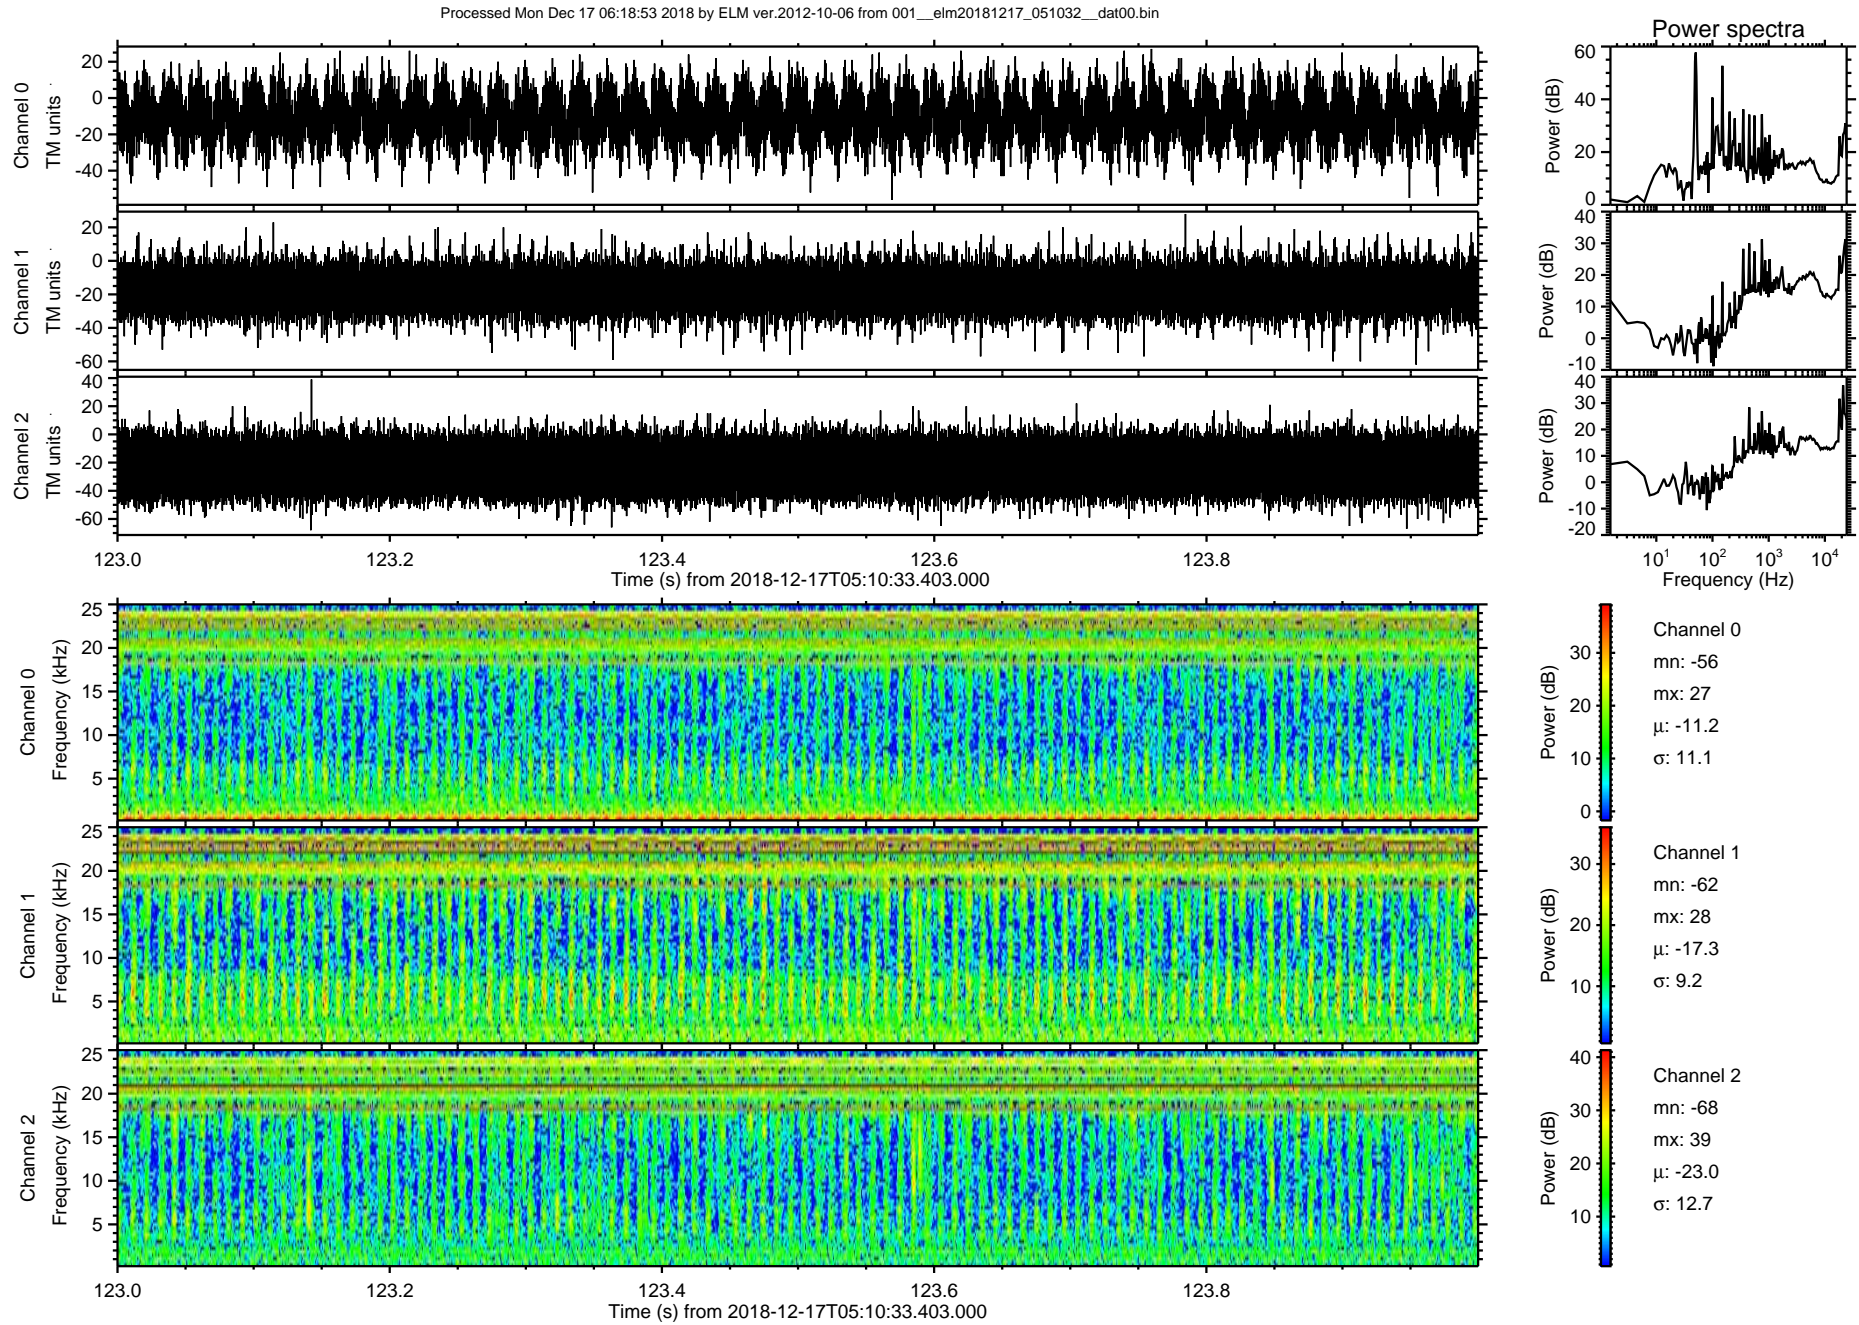 Processed Mon Dec 17 06:18:53 2018 by ELM ver.2012-10-06 from 001__elm20181217_051032__dat00.bin
Power spectra
Channel 0
TM units
20
0
-20
-40
Power (dB)
60
40
20
0
Channel 1
TM units
20
0
-20
-40
-60
Power (dB)
40
30
20
10
0
-10
Channel 2
TM units
40
20
0
-20
-40
-60
Power (dB)
40
30
20
10
0
-10
-20
123.0 123.2 123.4 123.6 123.8
Time (s) from 2018-12-17T05:10:33.403.000
10^1 10^2 10^3 10^4
Frequency (Hz)
Channel 0
Frequency (kHz)
25
20
15
10
5
Power (dB)
30
20
10
0
Channel 0
mn: -56
mx: 27
μ: -11.2
σ: 11.1
Channel 1
Frequency (kHz)
25
20
15
10
5
Power (dB)
30
20
10
Channel 1
mn: -62
mx: 28
μ: -17.3
σ: 9.2
Channel 2
Frequency (kHz)
25
20
15
10
5
Power (dB)
40
30
20
10
Channel 2
mn: -68
mx: 39
μ: -23.0
σ: 12.7
123.0 123.2 123.4 123.6 123.8
Time (s) from 2018-12-17T05:10:33.403.000